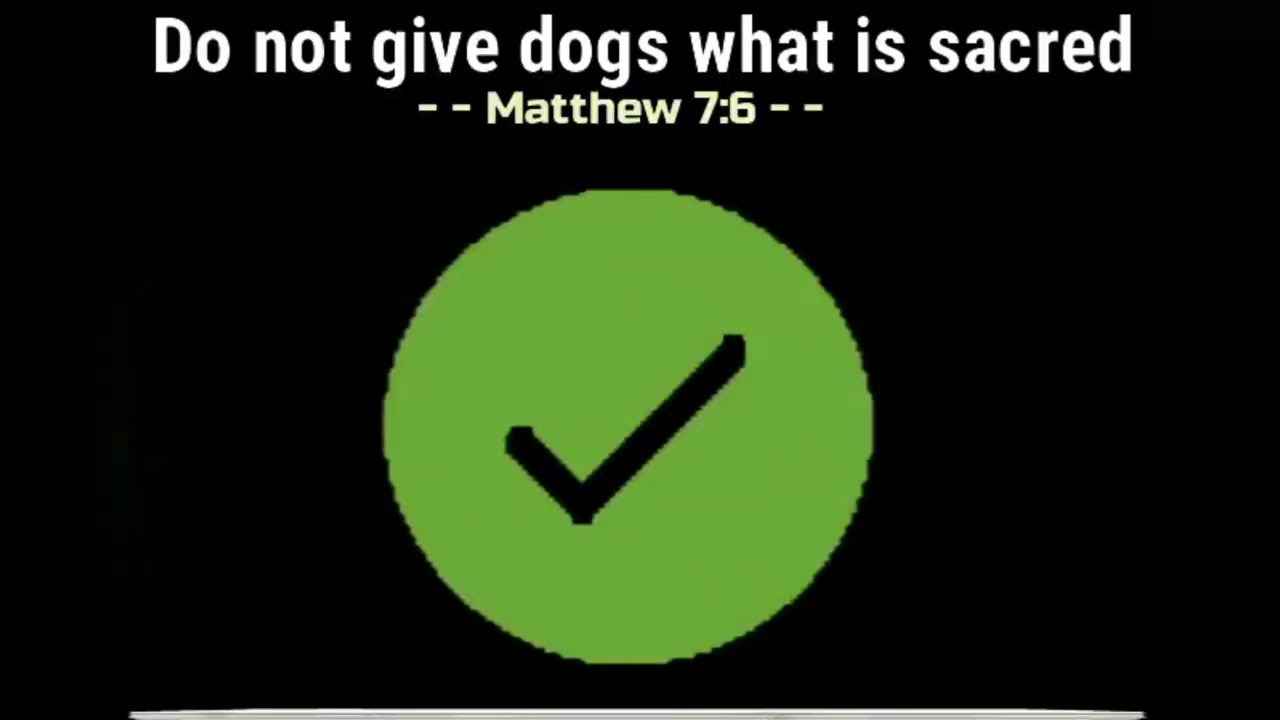 Do not give dogs what is sacred
- - Matthew 7:6 - -